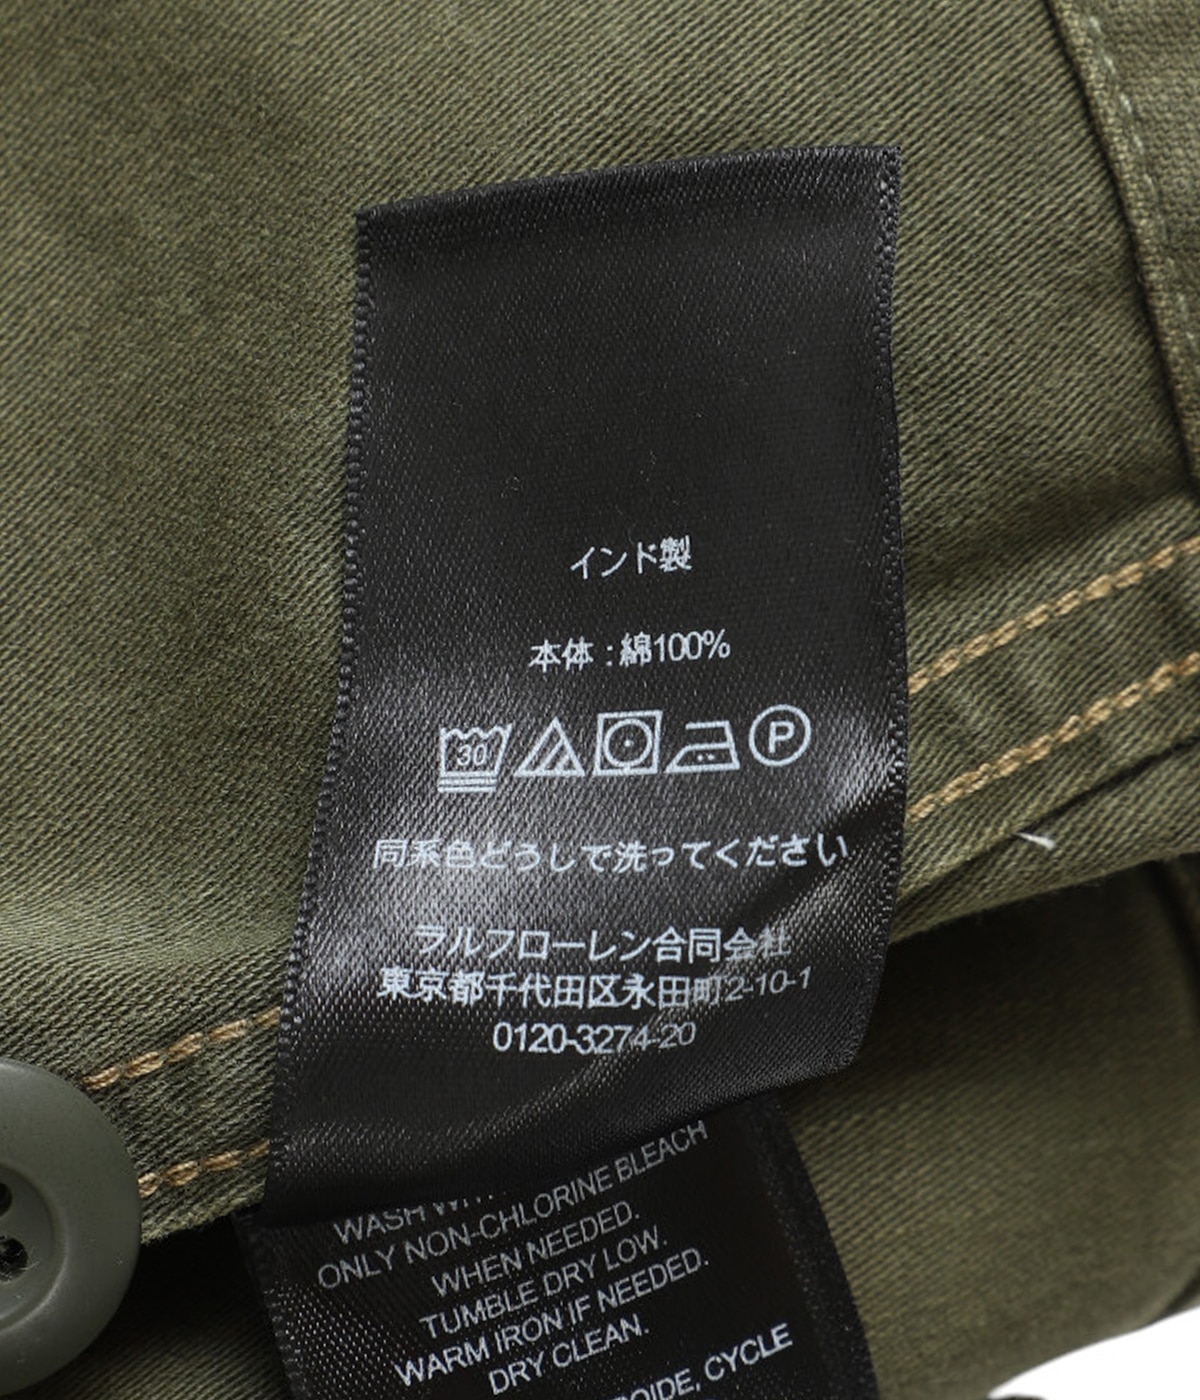 インド製
本体 : 綿100%
30
P
同系色どうしで洗ってください
ラルフローレン合同会社
東京都千代田区永田町2-10-1
0120-3274-20
WASH
ONLY NON-CHLORINE BLEACH
WHEN NEEDED.
TUMBLE DRY LOW.
WARM IRON IF NEEDED.
DRY CLEAN.
CYCLE